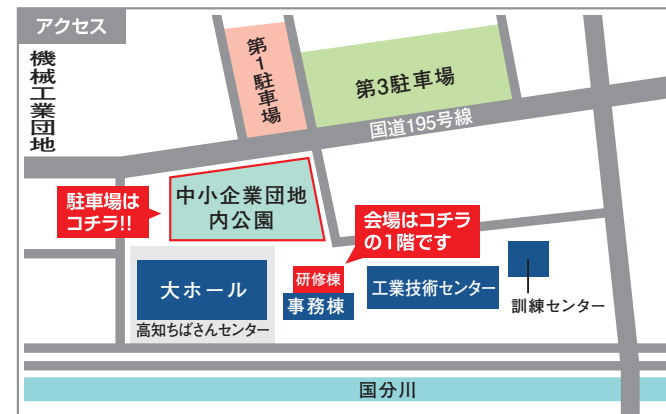 アクセス
機械工業団地
第1駐車場
第3駐車場
国道195号線
駐車場は
コチラ!!
中小企業団地
内公園
会場はコチラ
の1階です
大ホール
高知ちばさんセンター
研修棟
事務棟
工業技術センター
訓練センター
国分川